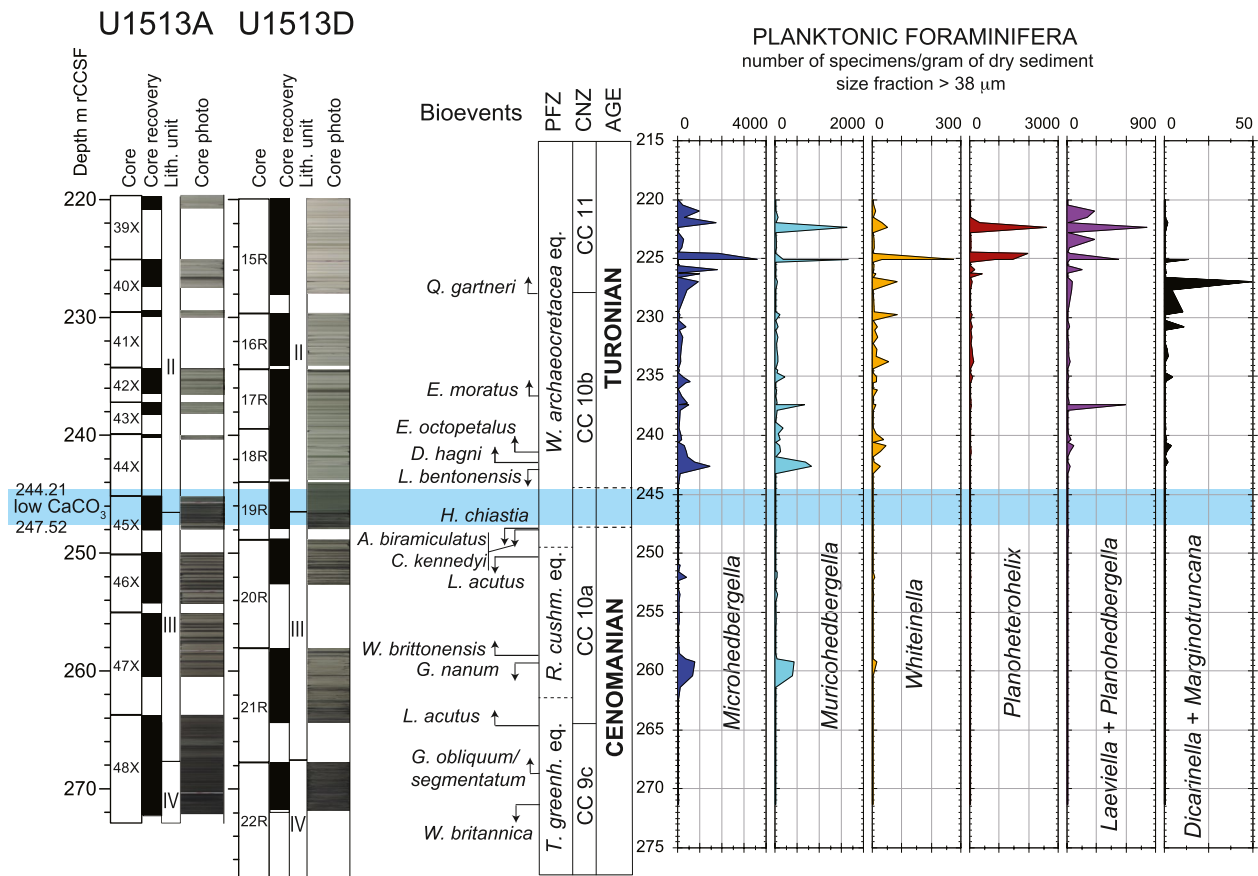 U1513A
U1513D
Depth m rCCSF
Core
Core recovery
Lith. unit
Core photo
Core
Core recovery
Lith. unit
Core photo
Bioevents
PFZ
CNZ
AGE
PLANKTONIC FORAMINIFERA
number of specimens/gram of dry sediment
size fraction > 38 µm
0 4000
0 2000
0 300
0 3000
0 900
0 50
220
230
240
244.21
low CaCO3
247.52
250
260
270
39X
40X
41X
42X
43X
44X
45X
46X
47X
48X
II
III
IV
15R
16R
17R
18R
19R
20R
21R
22R
II
III
IV
Q. gartneri
E. moratus
E. octopetalus
D. hagni
L. bentonensis
H. chiastia
A. biramiculatus
C. kennedyi
L. acutus
W. brittonensis
G. nanum
L. acutus
G. obliquum/
segmentatum
W. britannica
W. archaeocretacea eq.
R. cushm. eq.
T. greenh. eq.
CC 11
CC 10b
CC 10a
CC 9c
TURONIAN
CENOMANIAN
215
220
225
230
235
240
245
250
255
260
265
270
275
Microhedbergella
Muricohedbergella
Whiteinella
Planoheterohelix
Laeviella + Planohedbergella
Dicarinella + Marginotruncana